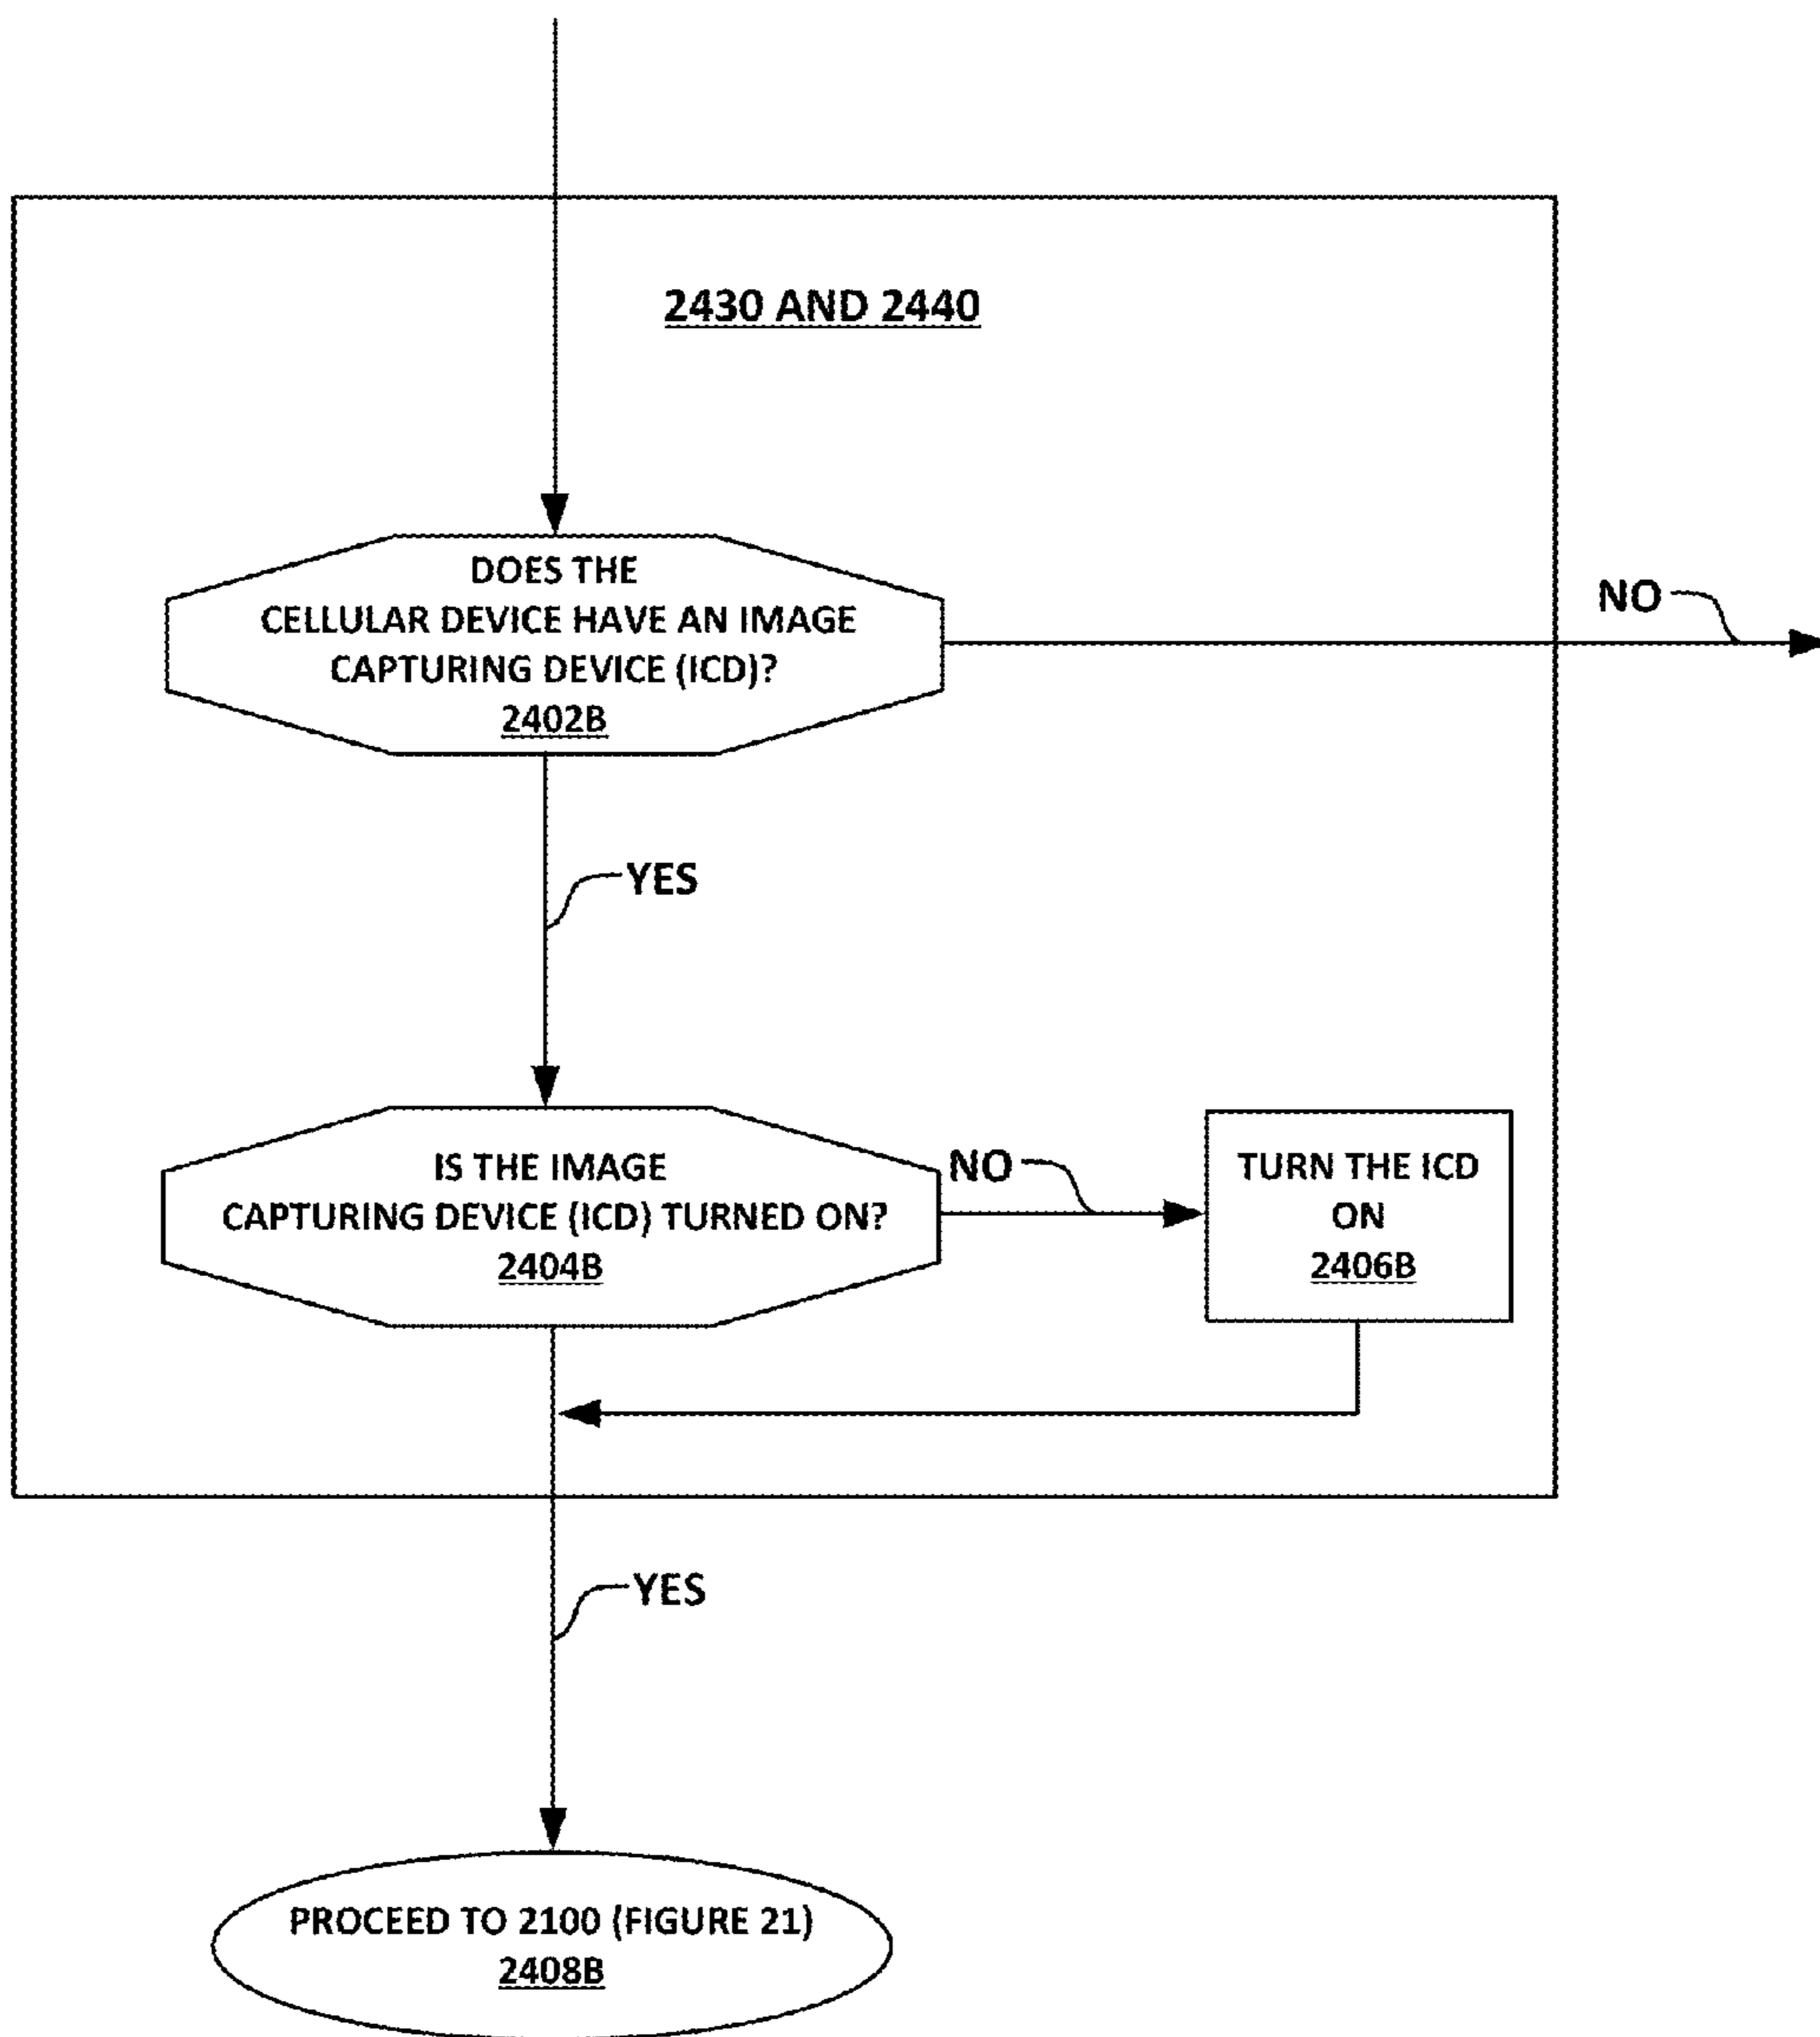 2430 AND 2440
DOES THE
CELLULAR DEVICE HAVE AN IMAGE
CAPTURING DEVICE (ICD)?
2402B
NO
YES
IS THE IMAGE
CAPTURING DEVICE (ICD) TURNED ON?
2404B
NO
TURN THE ICD
ON
2406B
YES
PROCEED TO 2100 (FIGURE 21)
2408B